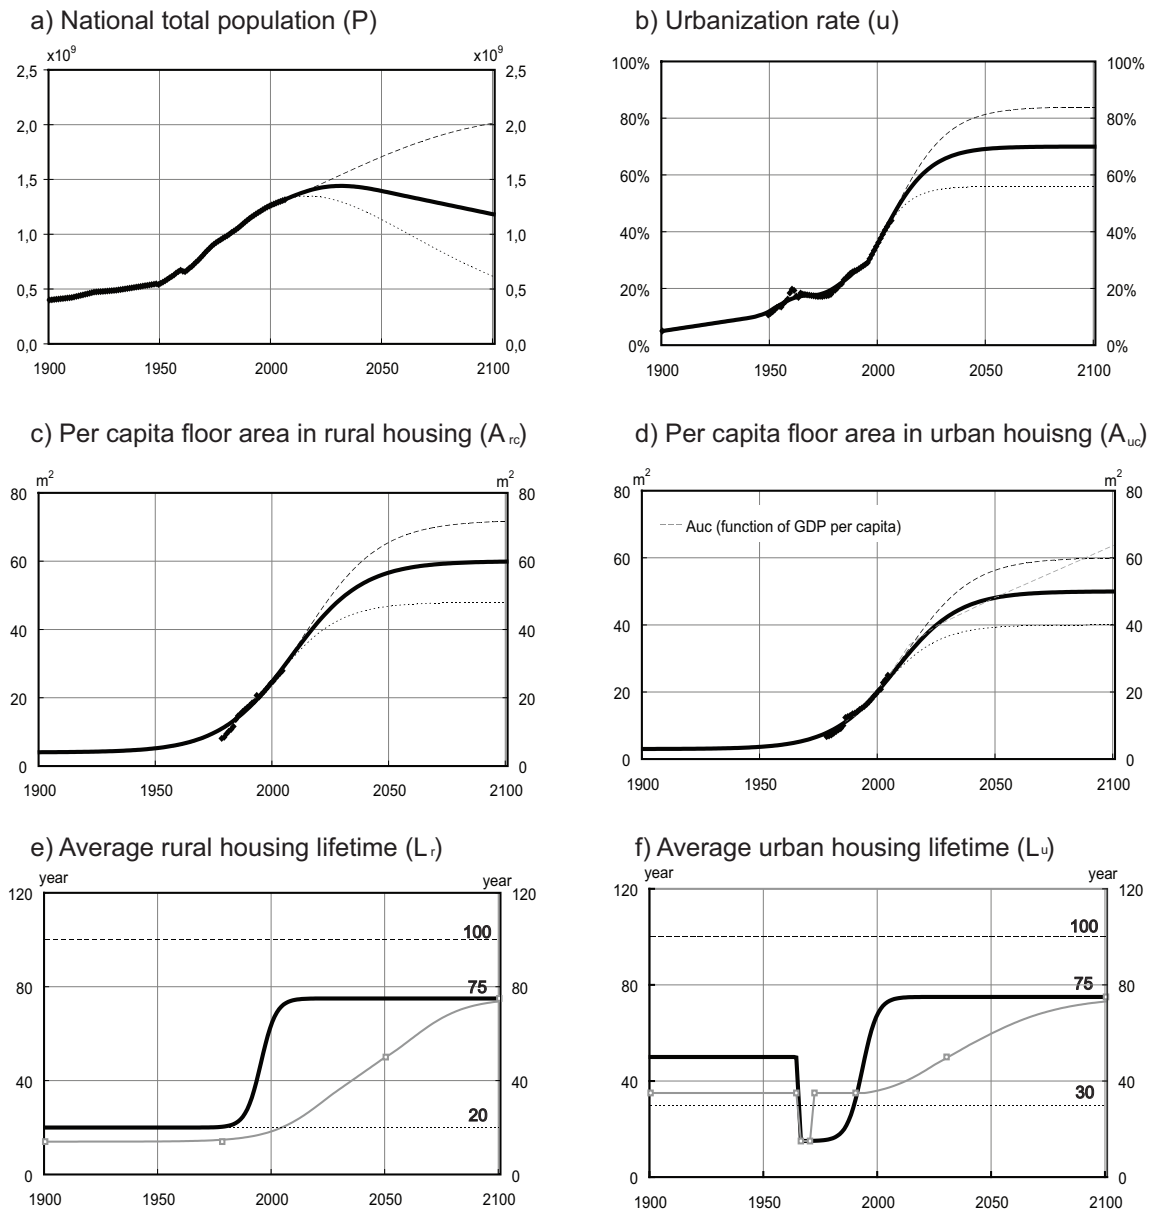 a) National total population (P)
x10⁹ x10⁹
2,5 2,5
2,0 2,0
1,5 1,5
1,0 1,0
0,5 0,5
0,0 0,0
1900 1950 2000 2050 2100
b) Urbanization rate (u)
100% 100%
80% 80%
60% 60%
40% 40%
20% 20%
0% 0%
1900 1950 2000 2050 2100
c) Per capita floor area in rural housing (A rc)
m² m²
80 80
60 60
40 40
20 20
0 0
1900 1950 2000 2050 2100
d) Per capita floor area in urban houisng (A uc)
m² m²
80 80
Auc (function of GDP per capita)
60 60
40 40
20 20
0 0
1900 1950 2000 2050 2100
e) Average rural housing lifetime (L r)
year year
120 120
100
80 75 80
40 40
20
0 0
1900 1950 2000 2050 2100
f) Average urban housing lifetime (L u)
year year
120 120
100
80 75 80
40 30 40
0 0
1900 1950 2000 2050 2100